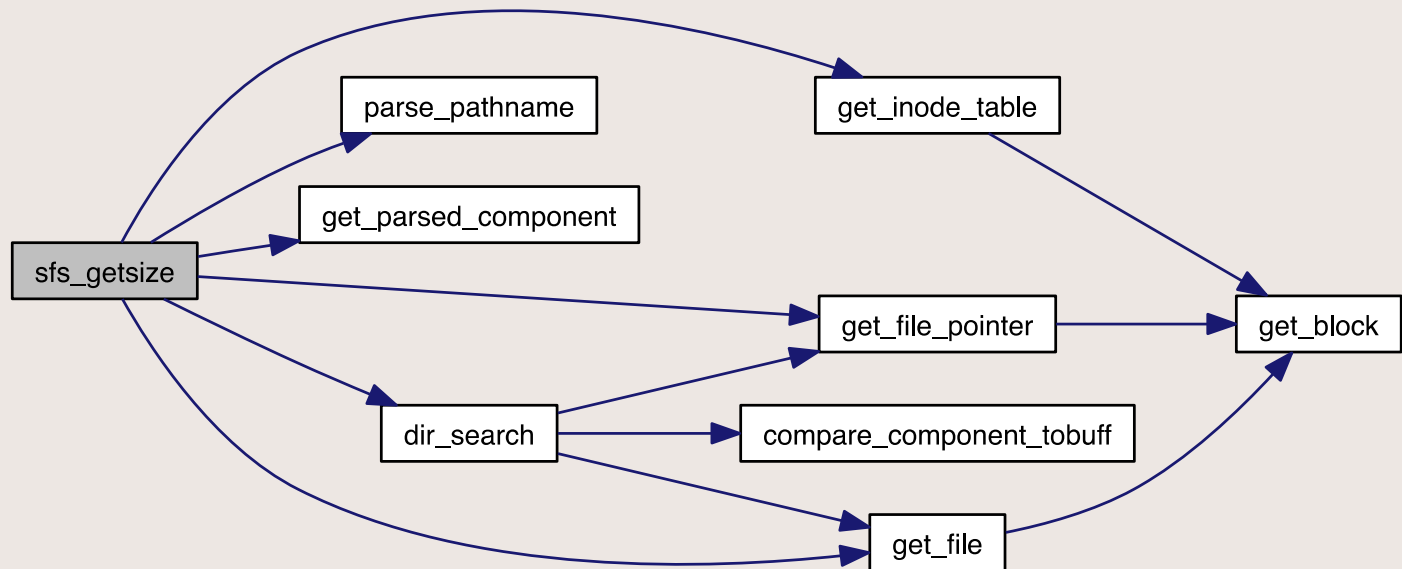 parse_pathname
get_inode_table
get_parsed_component
sfs_getsize
get_file_pointer
get_block
dir_search
compare_component_tobuff
get_file